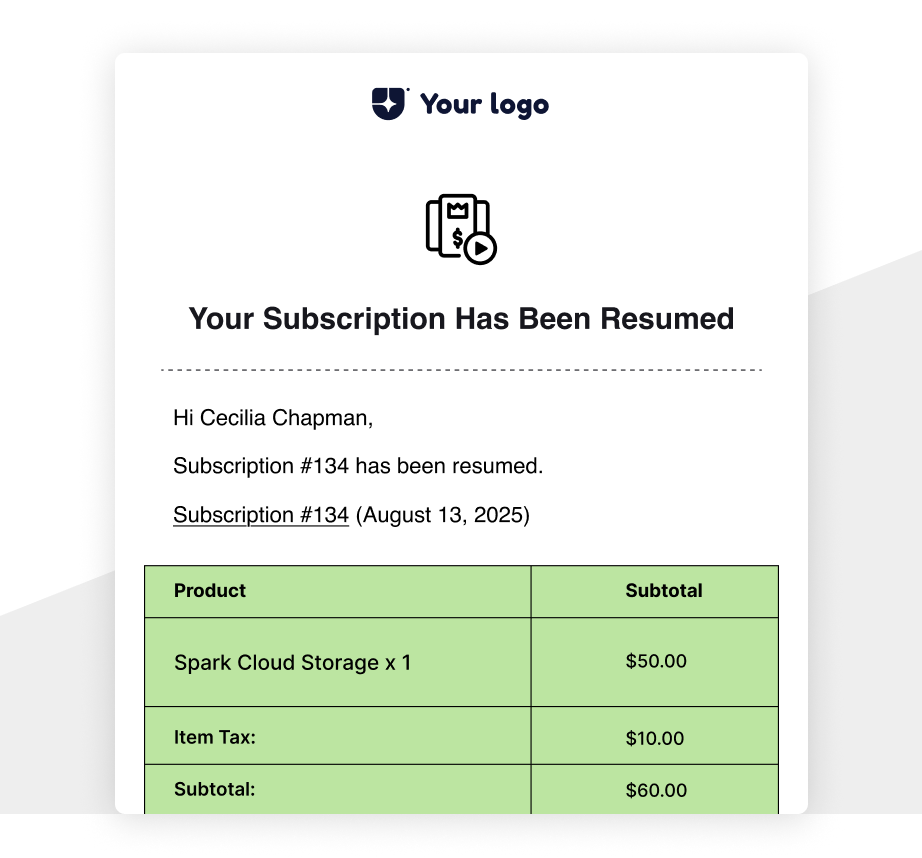 Your logo
$
Your Subscription Has Been Resumed
Hi Cecilia Chapman,
Subscription #134 has been resumed.
Subscription #134 (August 13, 2025)
Product Subtotal
Spark Cloud Storage x 1 $50.00
Item Tax: $10.00
Subtotal: $60.00